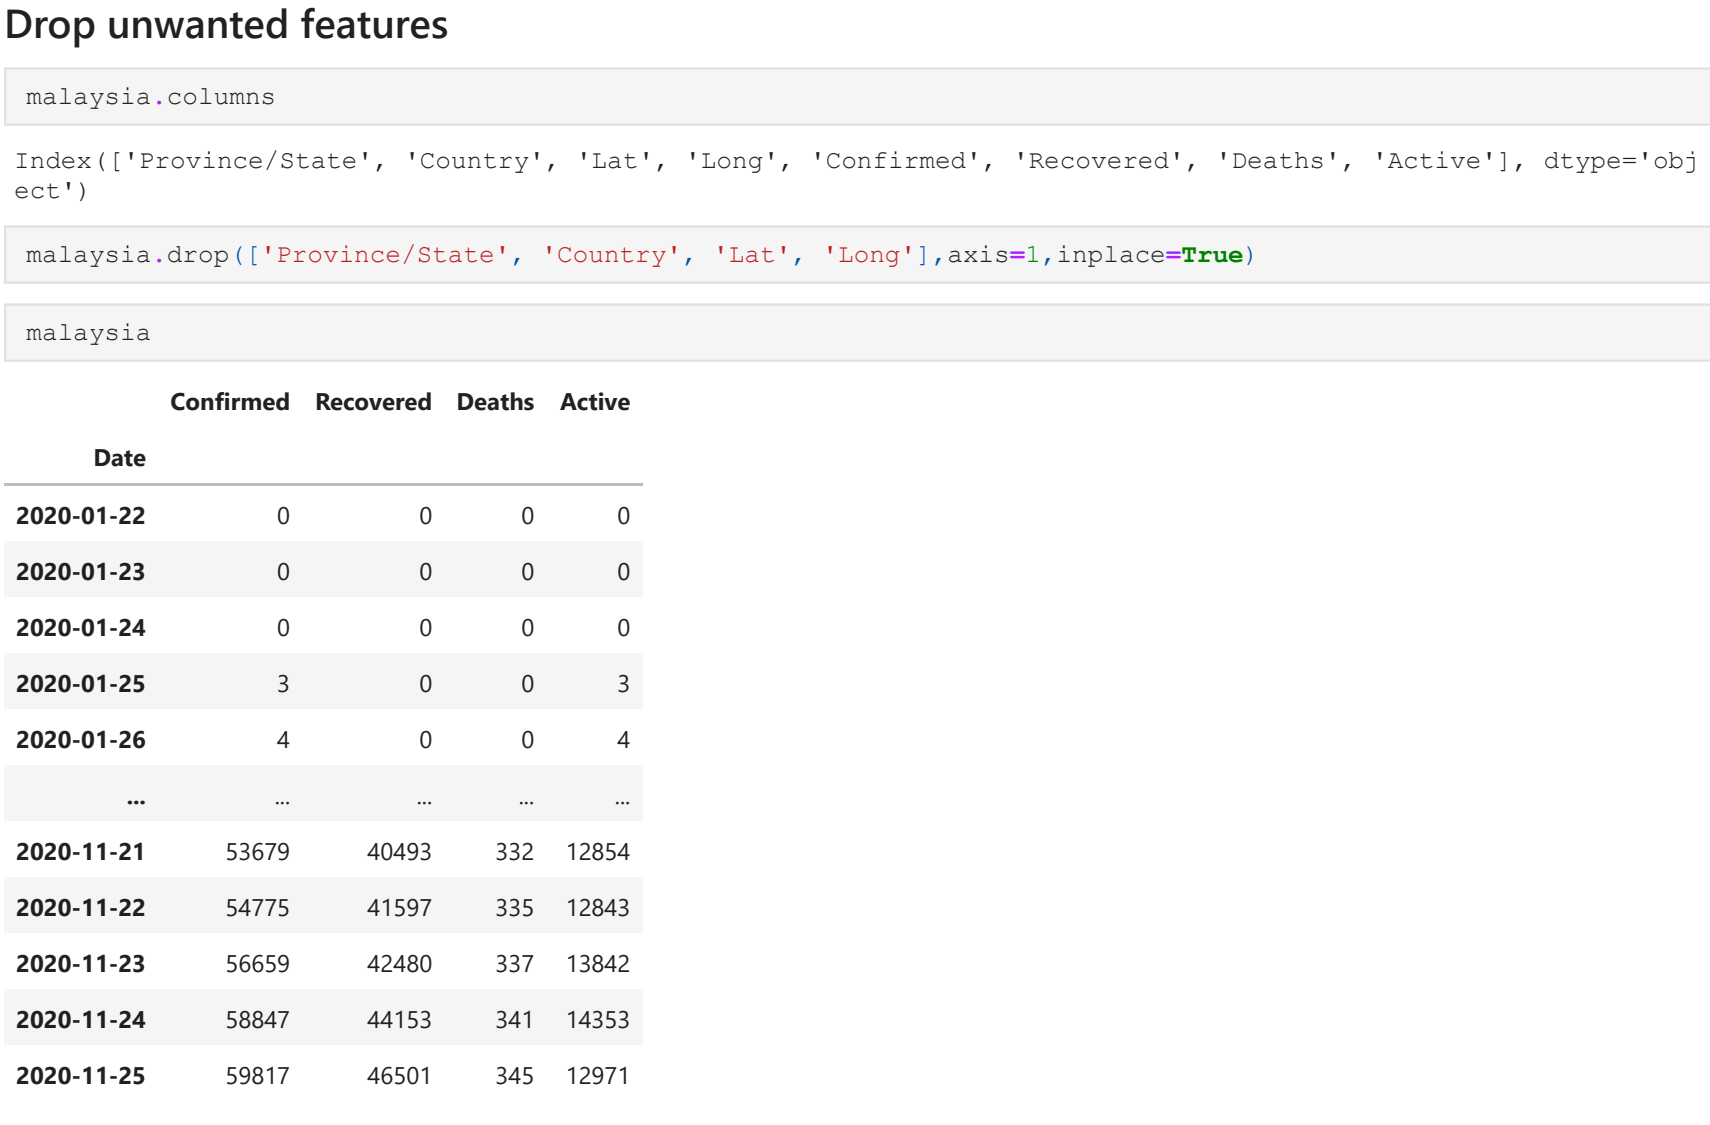 Drop unwanted features
malaysia.columns
Index(['Province/State', 'Country', 'Lat', 'Long', 'Confirmed', 'Recovered', 'Deaths', 'Active'], dtype='obj
ect')
malaysia.drop(['Province/State', 'Country', 'Lat', 'Long'],axis=1,inplace=True)
malaysia
Confirmed Recovered Deaths Active
Date
2020-01-22 0 0 0 0
2020-01-23 0 0 0 0
2020-01-24 0 0 0 0
2020-01-25 3 0 0 3
2020-01-26 4 0 0 4
... ... ... ... ...
2020-11-21 53679 40493 332 12854
2020-11-22 54775 41597 335 12843
2020-11-23 56659 42480 337 13842
2020-11-24 58847 44153 341 14353
2020-11-25 59817 46501 345 12971